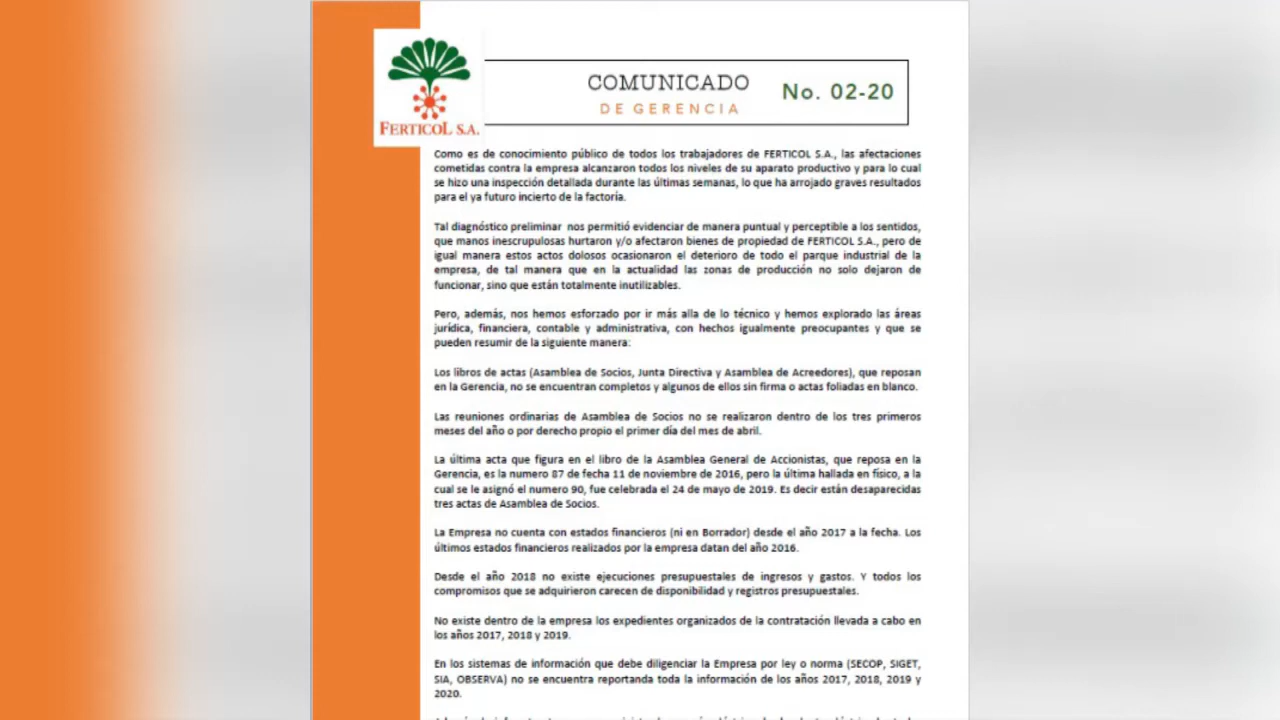 COMUNICADO
DE GERENCIA
No. 02-20
FERTICOL S.A.
Como es de conocimiento público de todos los trabajadores de FERTICOL S.A., las afectaciones
cometidas contra la empresa alcanzaron todos los niveles de su aparato productivo y para lo cual
se hizo una inspección detallada durante las últimas semanas, lo que ha arrojado graves resultados
para el ya futuro incierto de la factoría.
Tal diagnóstico preliminar nos permitió evidenciar de manera puntual y perceptible a los sentidos,
que manos inescrupulosas hurtaron y/o afectaron bienes de propiedad de FERTICOL S.A., pero de
igual manera estos actos dolosos ocasionaron el deterioro de todo el parque industrial de la
empresa, de tal manera que en la actualidad las zonas de producción no solo dejaron de
funcionar, sino que están totalmente inutilizables.
Pero, además, nos hemos esforzado por ir más alla de lo técnico y hemos explorado las áreas
jurídica, financiera, contable y administrativa, con hechos igualmente preocupantes y que se
pueden resumir de la siguiente manera:
Los libros de actas (Asamblea de Socios, Junta Directiva y Asamblea de Acreedores), que reposan
en la Gerencia, no se encuentran completos y algunos de ellos sin firma o actas foliadas en blanco.
Las reuniones ordinarias de Asamblea de Socios no se realizaron dentro de los tres primeros
meses del año o por derecho propio el primer día del mes de abril.
La última acta que figura en el libro de la Asamblea General de Accionistas, que reposa en la
Gerencia, es la numero 87 de fecha 11 de noviembre de 2016, pero la última hallada en físico, a la
cual se le asignó el numero 90, fue celebrada el 24 de mayo de 2019. Es decir están desaparecidas
tres actas de Asamblea de Socios.
La Empresa no cuenta con estados financieros (ni en Borrador) desde el año 2017 a la fecha. Los
últimos estados financieros realizados por la empresa datan del año 2016.
Desde el año 2018 no existe ejecuciones presupuestales de ingresos y gastos. Y todos los
compromisos que se adquirieron carecen de disponibilidad y registros presupuestales.
No existe dentro de la empresa los expedientes organizados de la contratación llevada a cabo en
los años 2017, 2018 y 2019.
En los sistemas de información que debe diligenciar la Empresa por ley o norma (SECOP, SIGET,
SIA, OBSERVA) no se encuentra reportando toda la información de los años 2017, 2018, 2019 y
2020.